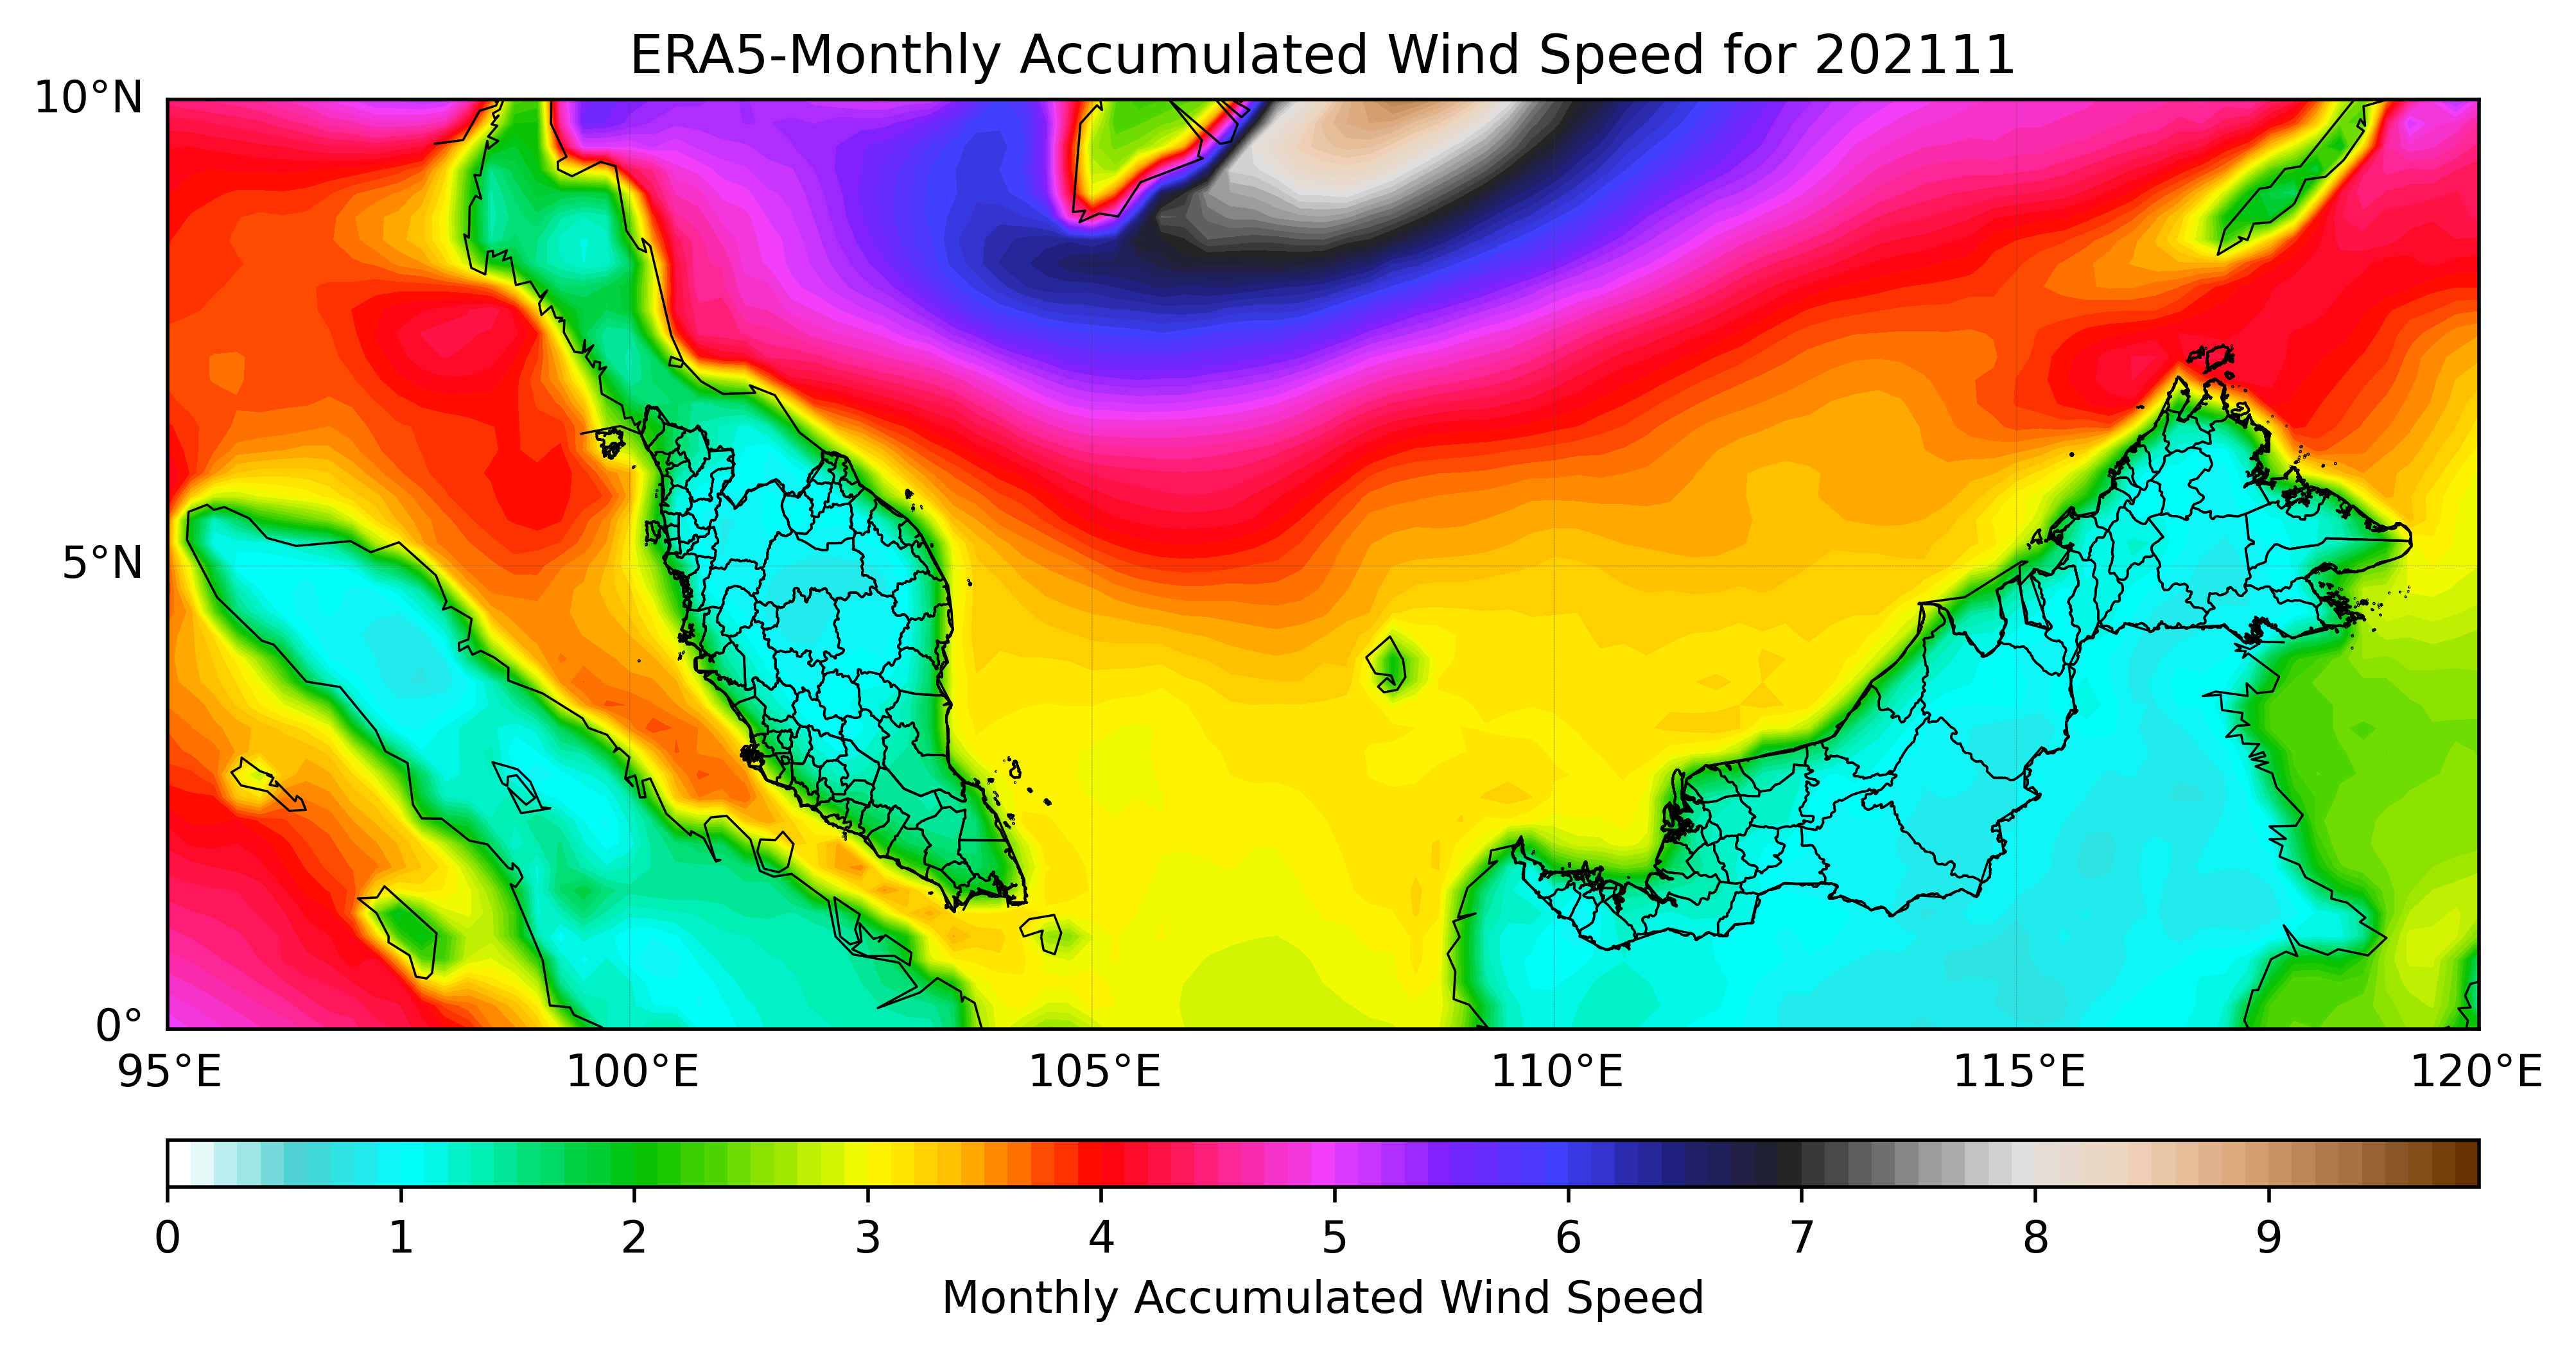 ERA5-Monthly Accumulated Wind Speed for 202111
10°N
5°N
0°
95°E 100°E 105°E 110°E 115°E 120°E
0 1 2 3 4 5 6 7 8 9
Monthly Accumulated Wind Speed